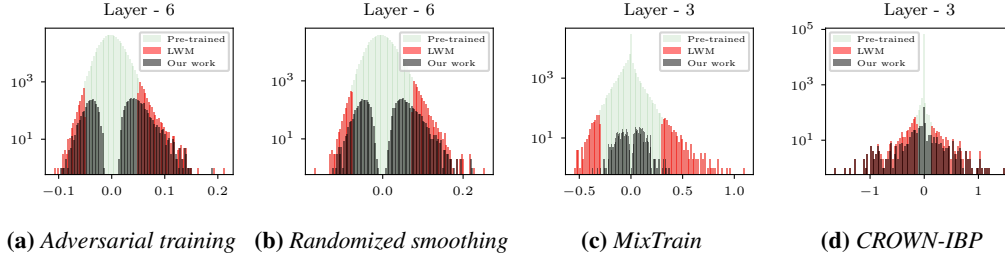 Layer - 6
Pre-trained
LWM
Our work
10^3
10^1
−0.1 0.0 0.1 0.2
(a) Adversarial training
Layer - 6
Pre-trained
LWM
Our work
10^3
10^1
0.0 0.2
(b) Randomized smoothing
Layer - 3
Pre-trained
LWM
Our work
10^3
10^1
−0.5 0.0 0.5 1.0
(c) MixTrain
Layer - 3
Pre-trained
LWM
Our work
10^5
10^4
10^3
10^2
10^1
−1 0 1
(d) CROWN-IBP